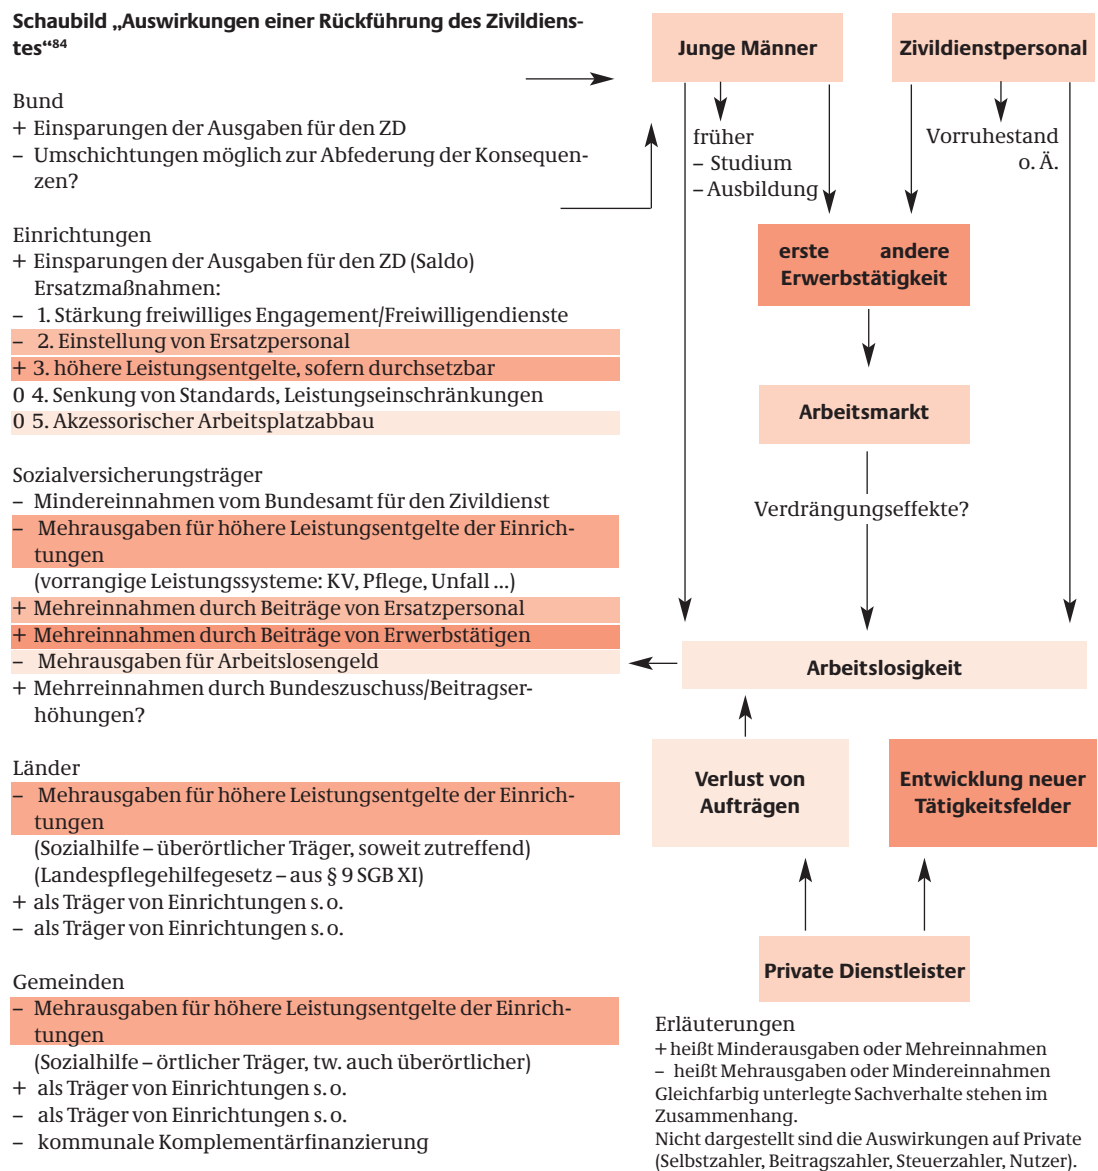 Schaubild „Auswirkungen einer Rückführung des Zivildiens-
tes“84
Bund
+ Einsparungen der Ausgaben für den ZD
– Umschichtungen möglich zur Abfederung der Konsequen-
zen?
Einrichtungen
+ Einsparungen der Ausgaben für den ZD (Saldo)
Ersatzmaßnahmen:
– 1. Stärkung freiwilliges Engagement/Freiwilligendienste
– 2. Einstellung von Ersatzpersonal
+ 3. höhere Leistungsentgelte, sofern durchsetzbar
0 4. Senkung von Standards, Leistungseinschränkungen
0 5. Akzessorischer Arbeitsplatzabbau
Sozialversicherungsträger
– Mindereinnahmen vom Bundesamt für den Zivildienst
– Mehrausgaben für höhere Leistungsentgelte der Einrich-
tungen
(vorrangige Leistungssysteme: KV, Pflege, Unfall ...)
+ Mehreinnahmen durch Beiträge von Ersatzpersonal
+ Mehreinnahmen durch Beiträge von Erwerbstätigen
– Mehrausgaben für Arbeitslosengeld
+ Mehrreinnahmen durch Bundeszuschuss/Beitragser-
höhungen?
Länder
– Mehrausgaben für höhere Leistungsentgelte der Einrich-
tungen
(Sozialhilfe – überörtlicher Träger, soweit zutreffend)
(Landespflegehilfegesetz – aus § 9 SGB XI)
+ als Träger von Einrichtungen s. o.
– als Träger von Einrichtungen s. o.
Gemeinden
– Mehrausgaben für höhere Leistungsentgelte der Einrich-
tungen
(Sozialhilfe – örtlicher Träger, tw. auch überörtlicher)
+ als Träger von Einrichtungen s. o.
– als Träger von Einrichtungen s. o.
– kommunale Komplementärfinanzierung
Junge Männer
Zivildienstpersonal
früher
– Studium
– Ausbildung
Vorruhestand
o. Ä.
erste andere
Erwerbstätigkeit
Arbeitsmarkt
Verdrängungseffekte?
Arbeitslosigkeit
Verlust von
Aufträgen
Entwicklung neuer
Tätigkeitsfelder
Private Dienstleister
Erläuterungen
+ heißt Minderausgaben oder Mehreinnahmen
– heißt Mehrausgaben oder Mindereinnahmen
Gleichfarbig unterlegte Sachverhalte stehen im
Zusammenhang.
Nicht dargestellt sind die Auswirkungen auf Private
(Selbstzahler, Beitragszahler, Steuerzahler, Nutzer).